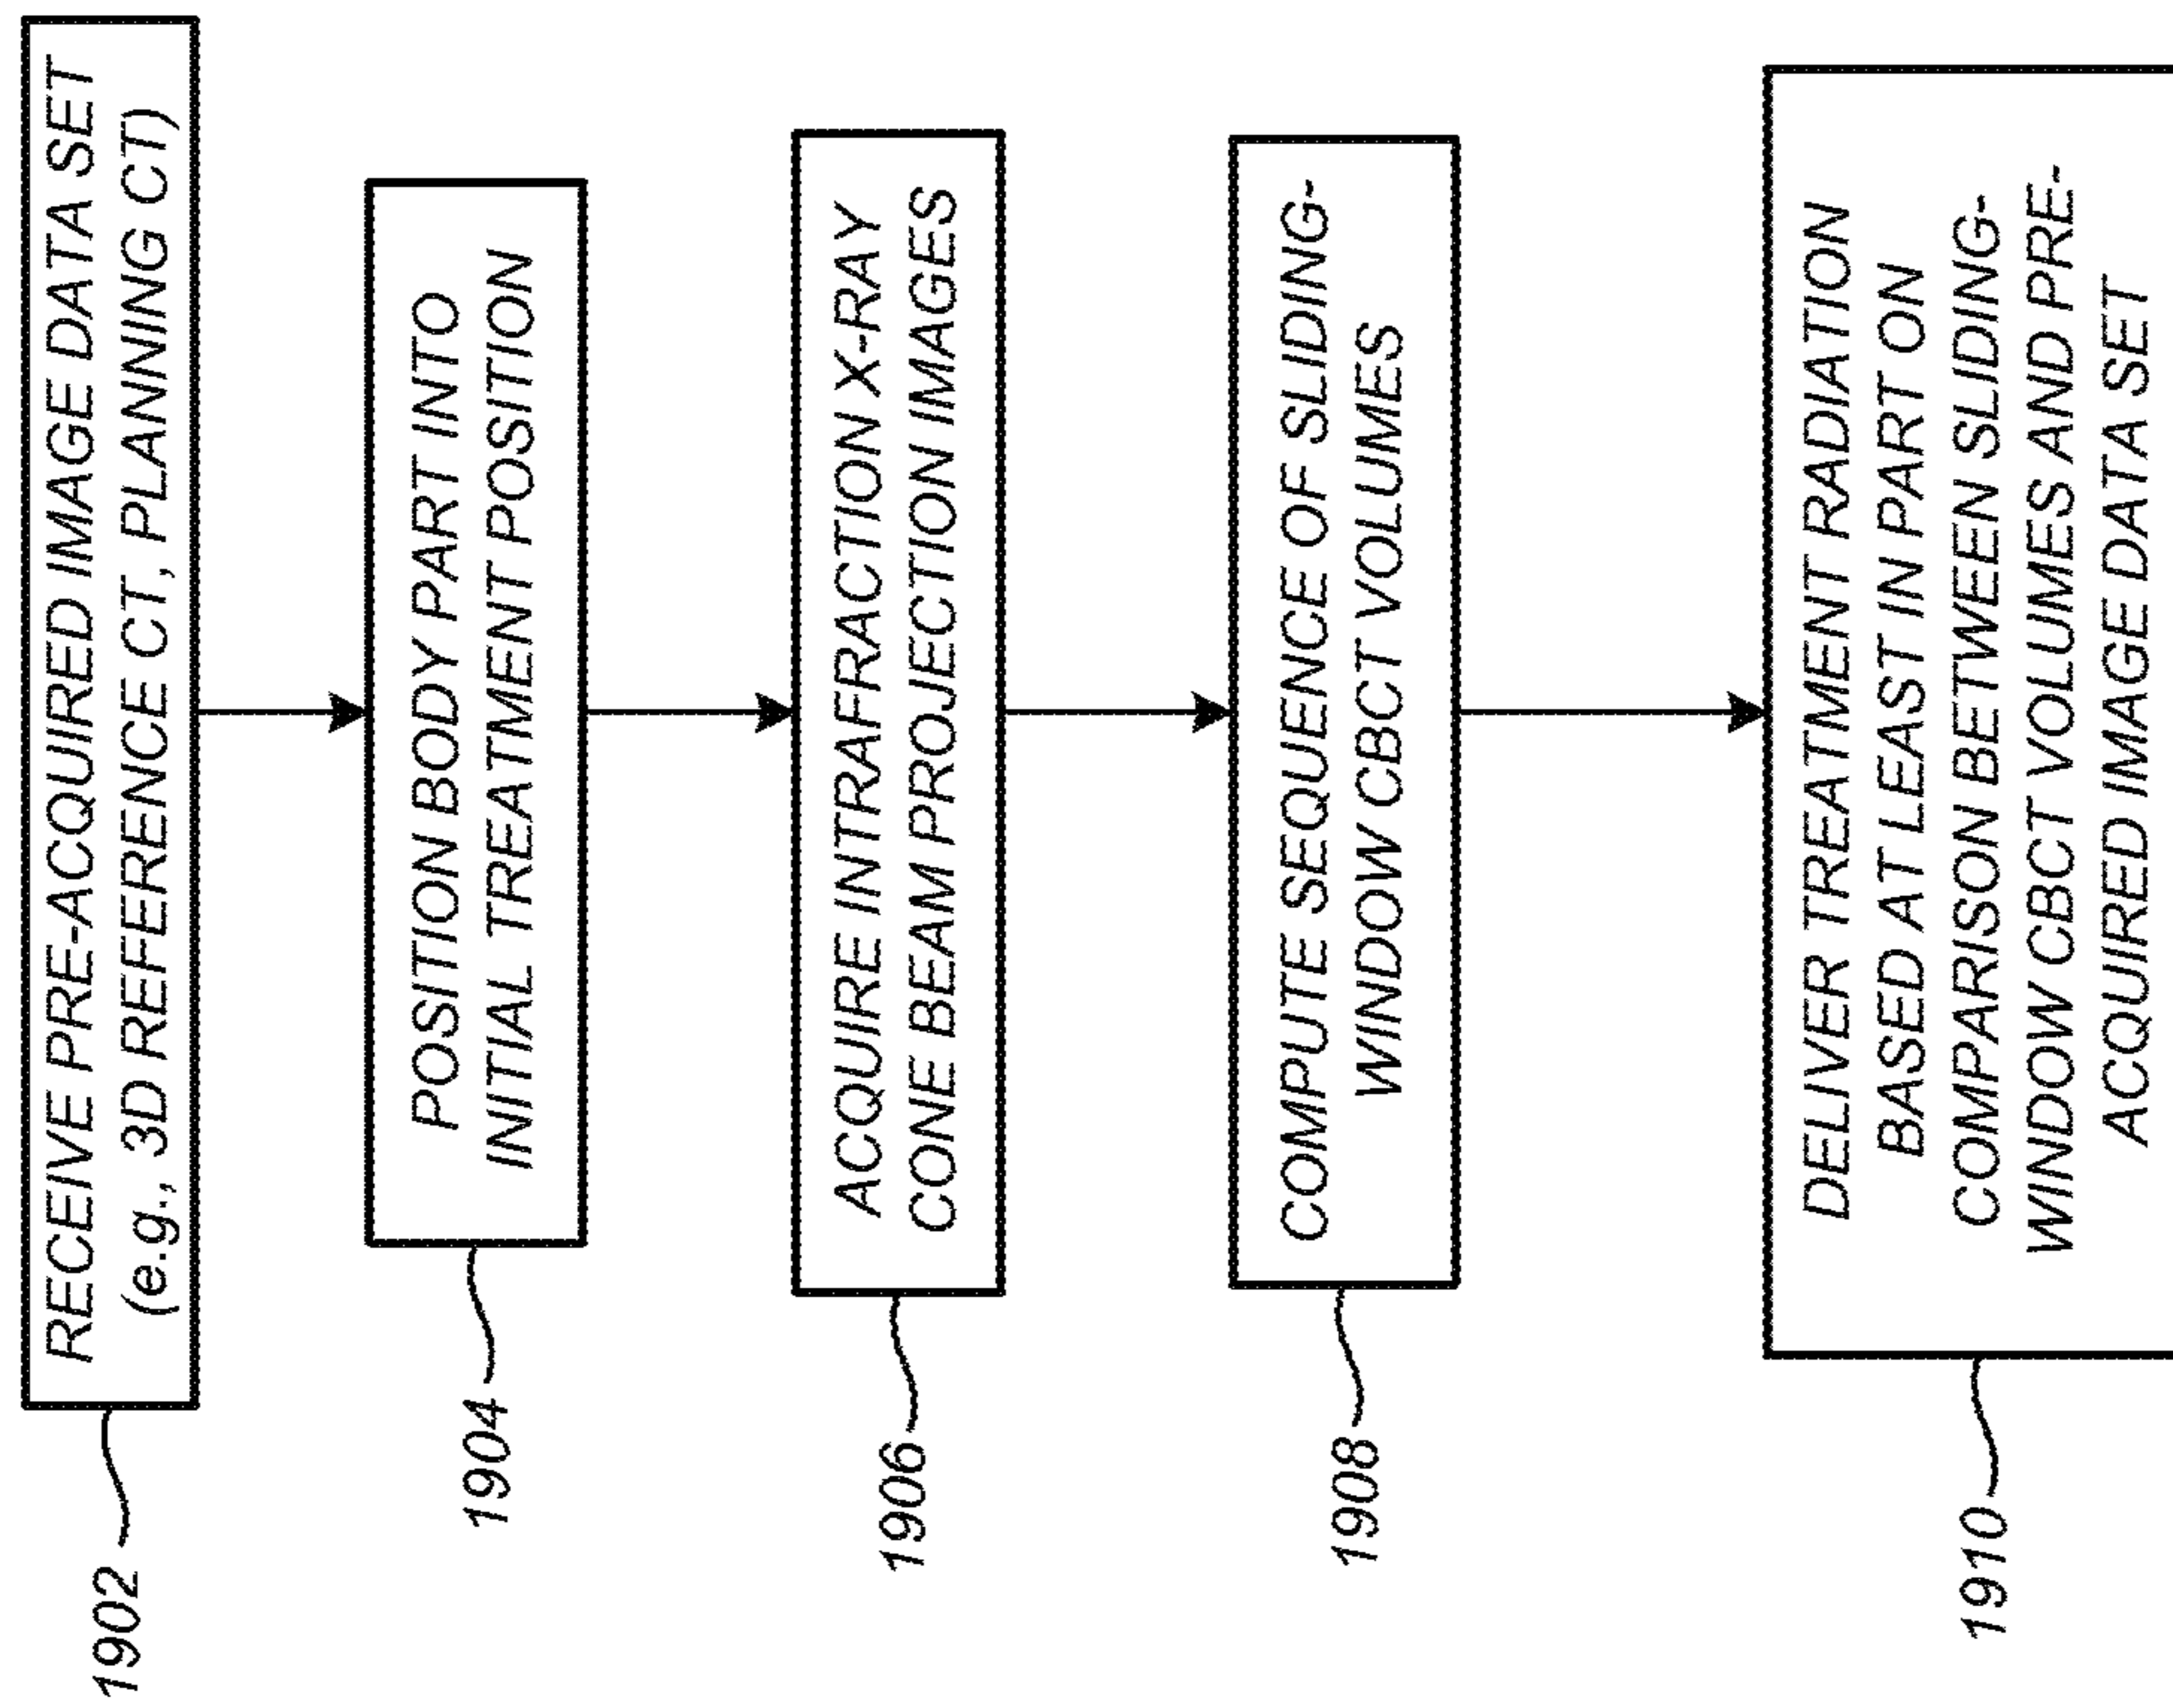 RECEIVE PRE-ACQUIRED IMAGE DATA SET
(e.g., 3D REFERENCE CT, PLANNING CT)
1902
POSITION BODY PART INTO
INITIAL TREATMENT POSITION
1904
ACQUIRE INTRAFRACTION X-RAY
CONE BEAM PROJECTION IMAGES
1906
COMPUTE SEQUENCE OF SLIDING-
WINDOW CBCT VOLUMES
1908
DELIVER TREATMENT RADIATION
BASED AT LEAST IN PART ON
COMPARISON BETWEEN SLIDING-
WINDOW CBCT VOLUMES AND PRE-
ACQUIRED IMAGE DATA SET
1910